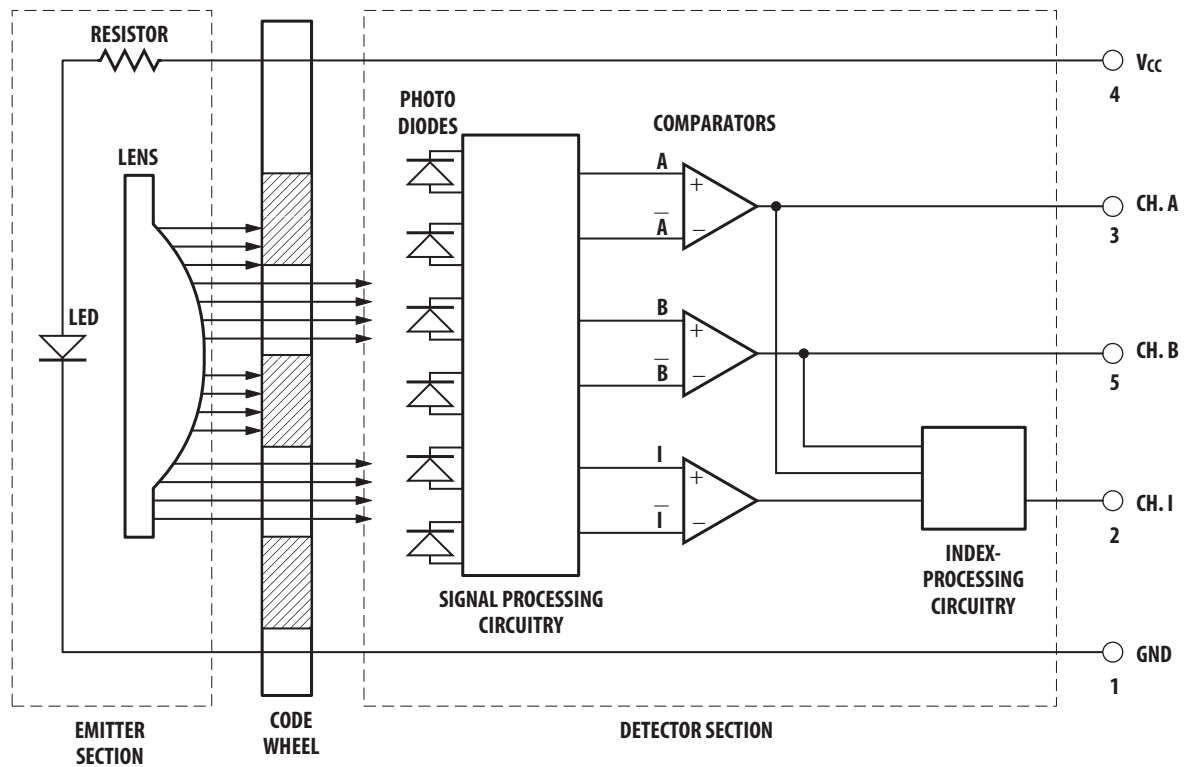 RESISTOR
LENS
LED
PHOTO
DIODES
COMPARATORS
A
+
A̅
−
B
+
B̅
−
I
+
I̅
−
SIGNAL PROCESSING
CIRCUITRY
INDEX-
PROCESSING
CIRCUITRY
VCC
4
CH. A
3
CH. B
5
CH. I
2
GND
1
EMITTER
SECTION
CODE
WHEEL
DETECTOR SECTION